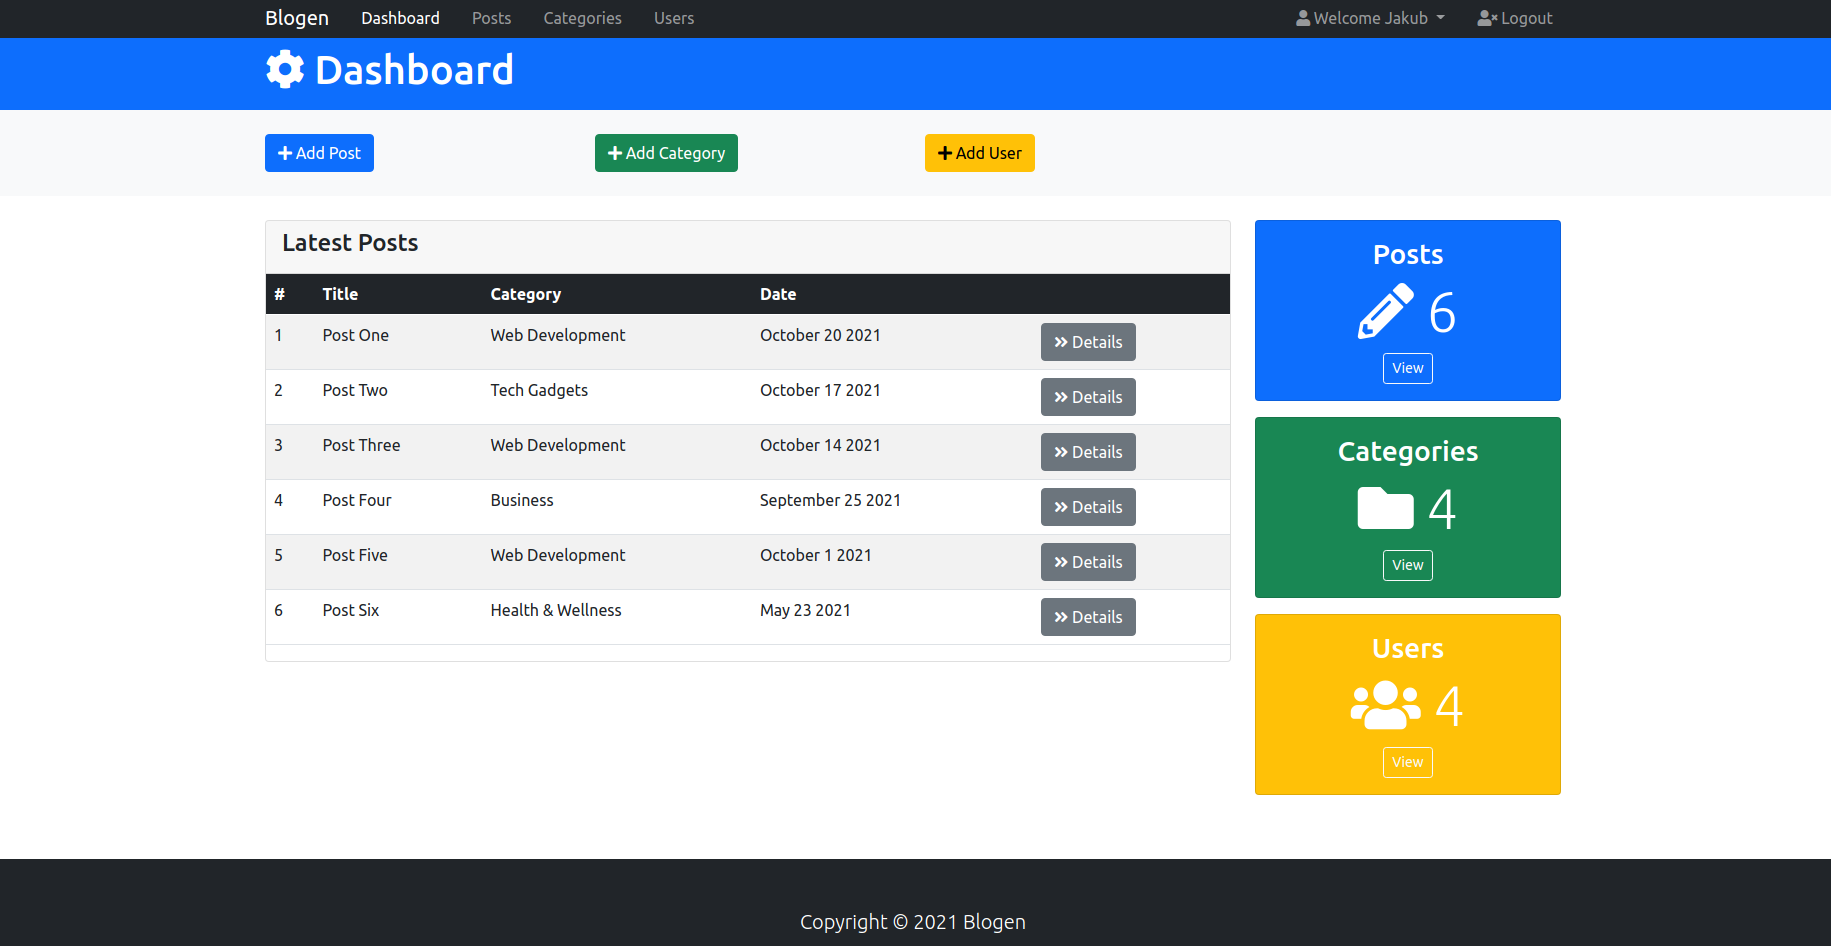 Blogen Dashboard Posts Categories Users Welcome Jakub Logout
Dashboard
Add Post Add Category Add User
Latest Posts
# Title Category Date
1 Post One Web Development October 20 2021 Details
2 Post Two Tech Gadgets October 17 2021 Details
3 Post Three Web Development October 14 2021 Details
4 Post Four Business September 25 2021 Details
5 Post Five Web Development October 1 2021 Details
6 Post Six Health & Wellness May 23 2021 Details
Posts
6
View
Categories
4
View
Users
4
View
Copyright © 2021 Blogen